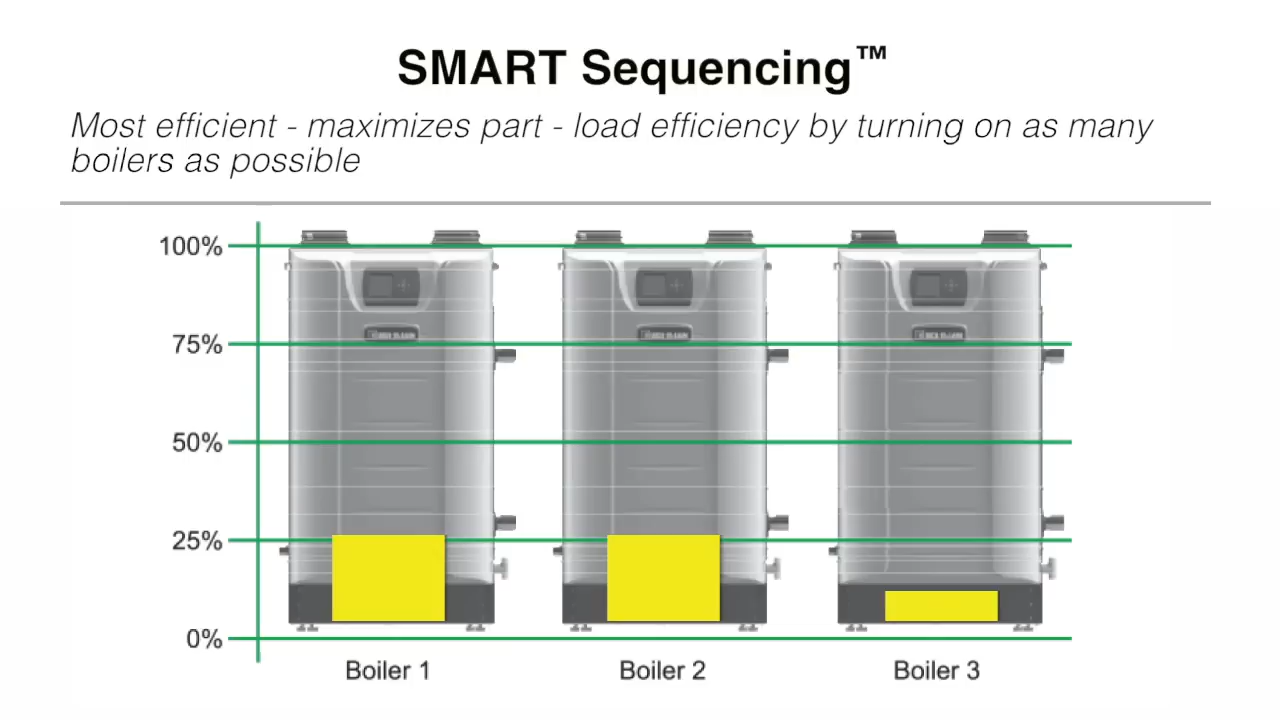 SMART Sequencing™
Most efficient - maximizes part - load efficiency by turning on as many
boilers as possible
100%
75%
50%
25%
0%
Boiler 1
Boiler 2
Boiler 3